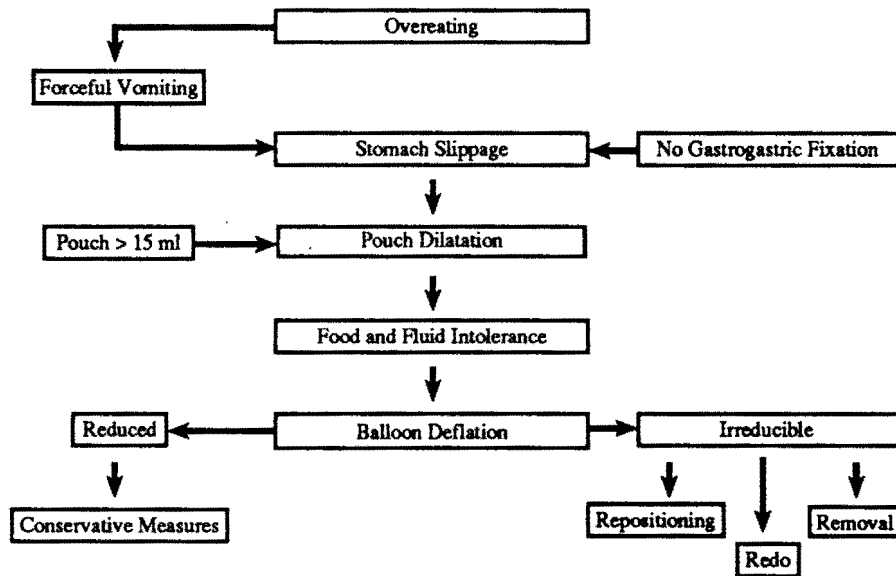 Overeating
Forceful Vomiting
Stomach Slippage
No Gastrogastric Fixation
Pouch > 15 ml
Pouch Dilatation
Food and Fluid Intolerance
Reduced
Balloon Deflation
Irreducible
Conservative Measures
Repositioning
Removal
Redo